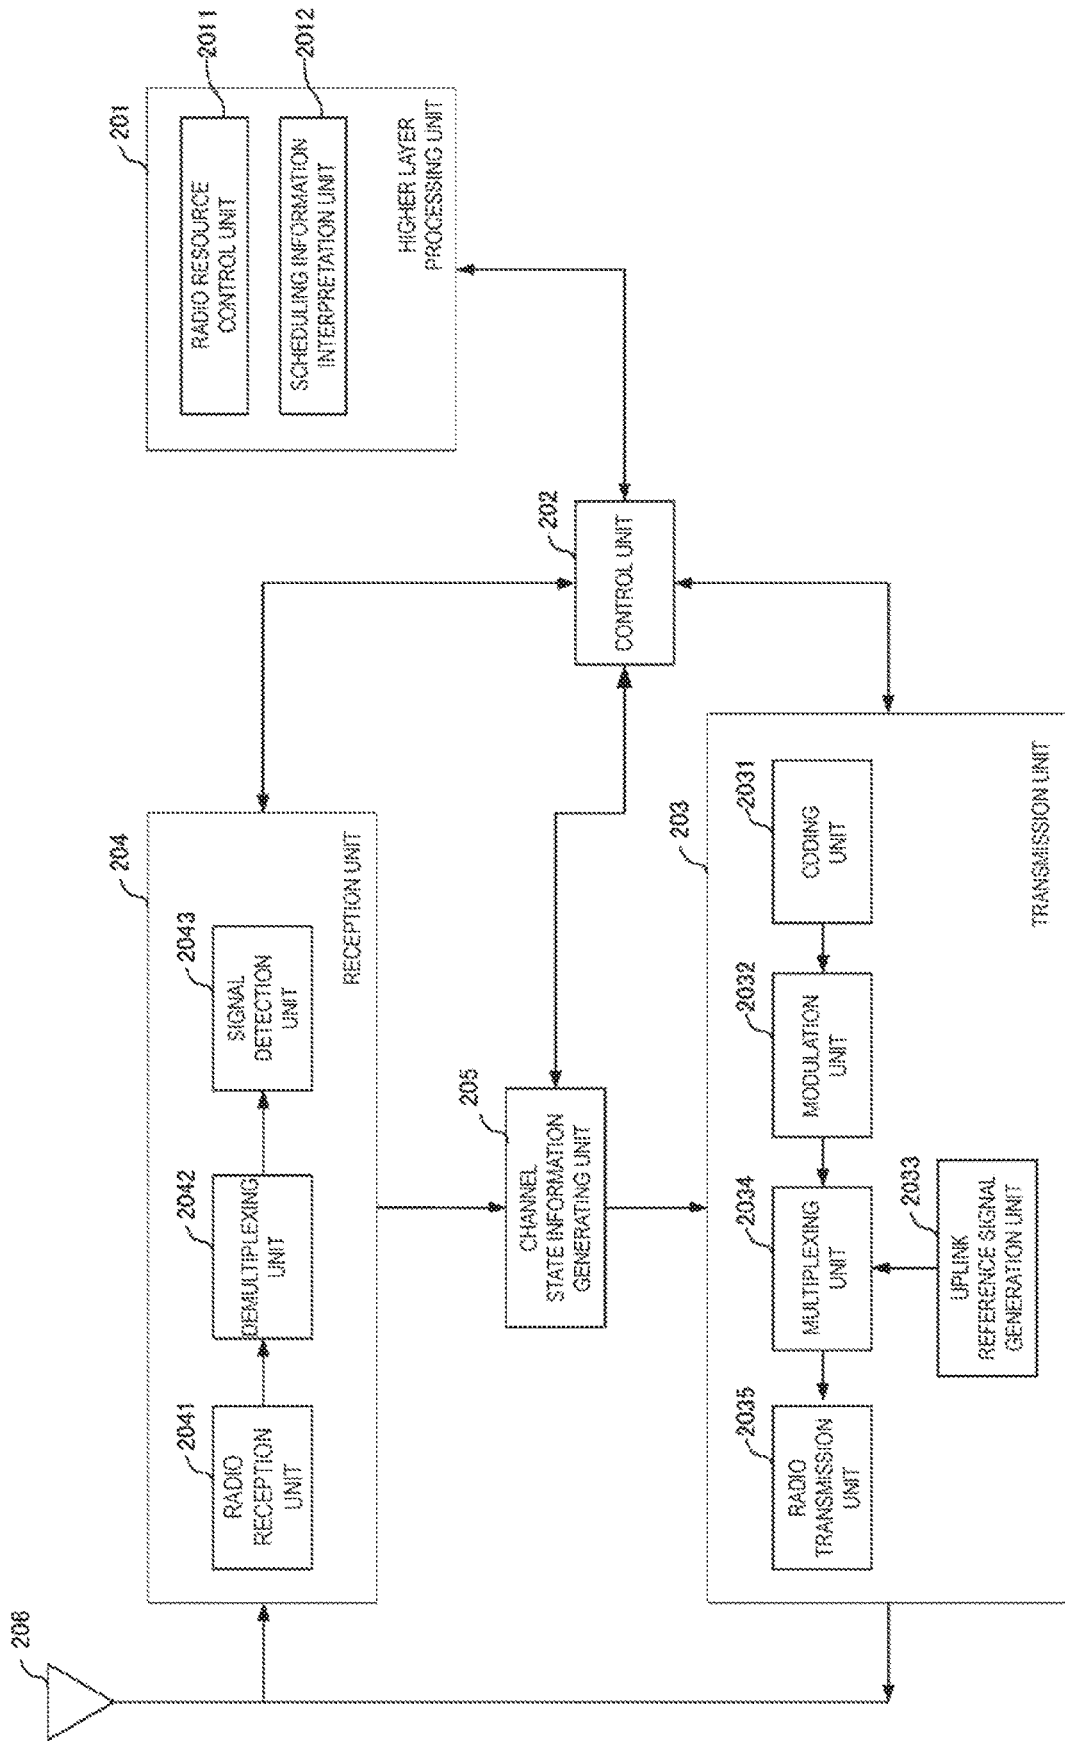 206
204
2041
RADIO
RECEPTION
UNIT
2042
DEMULTIPLEXING
UNIT
2043
SIGNAL
DETECTION
UNIT
RECEPTION UNIT
201
RADIO RESOURCE
CONTROL UNIT
2011
SCHEDULING INFORMATION
INTERPRETATION UNIT
2012
HIGHER LAYER
PROCESSING UNIT
205
CHANNEL
STATE INFORMATION
GENERATING UNIT
202
CONTROL UNIT
203
2035
RADIO
TRANSMISSION
UNIT
2034
MULTIPLEXING
UNIT
2032
MODULATION
UNIT
2031
CODING
UNIT
2033
UPLINK
REFERENCE SIGNAL
GENERATION UNIT
TRANSMISSION UNIT